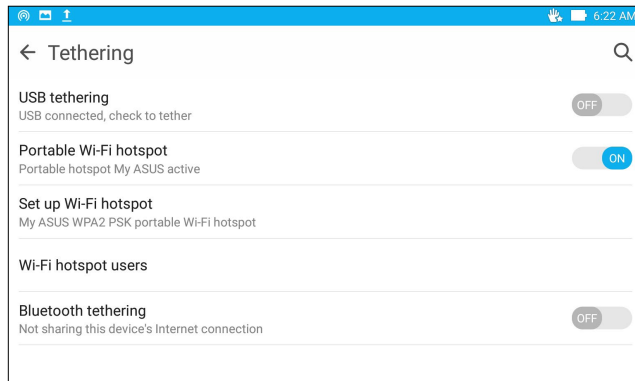 6:22 AM
Tethering
USB tethering
OFF
USB connected, check to tether
Portable Wi-Fi hotspot
ON
Portable hotspot My ASUS active
Set up Wi-Fi hotspot
My ASUS WPA2 PSK portable Wi-Fi hotspot
Wi-Fi hotspot users
Bluetooth tethering
OFF
Not sharing this device's Internet connection